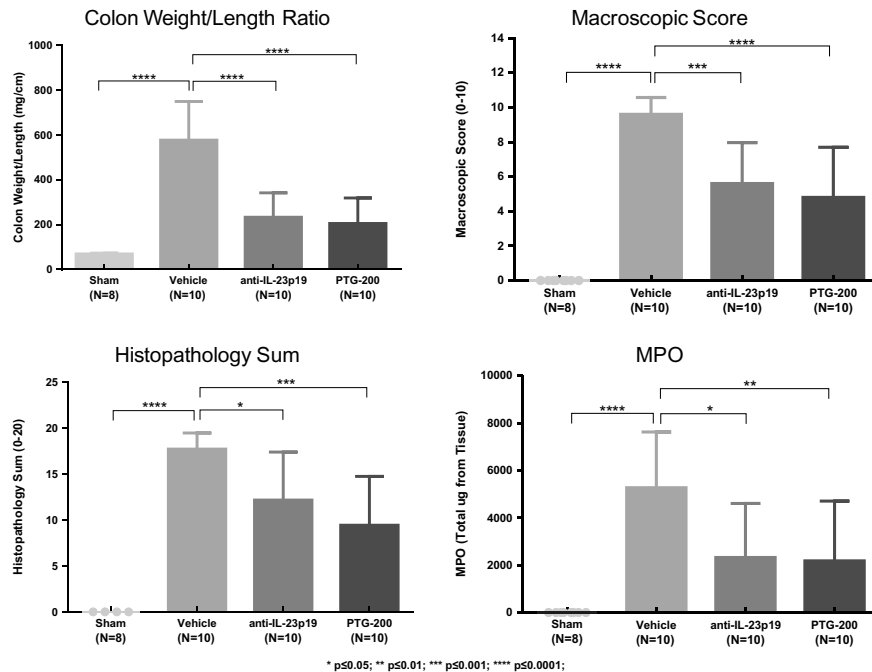 Colon Weight/Length Ratio
Colon Weight/Length (mg/cm)
1000
800
600
400
200
0
****
****
****
Sham
(N=8)
Vehicle
(N=10)
anti-IL-23p19
(N=10)
PTG-200
(N=10)
Macroscopic Score
Macroscopic Score (0-10)
14
12
10
8
6
4
2
0
****
****
***
Sham
(N=8)
Vehicle
(N=10)
anti-IL-23p19
(N=10)
PTG-200
(N=10)
Histopathology Sum
Histopathology Sum (0-20)
25
20
15
10
5
0
***
****
*
Sham
(N=8)
Vehicle
(N=10)
anti-IL-23p19
(N=10)
PTG-200
(N=10)
MPO
MPO (Total ug from Tissue)
10000
8000
6000
4000
2000
0
**
****
*
Sham
(N=8)
Vehicle
(N=10)
anti-IL-23p19
(N=10)
PTG-200
(N=10)
* p≤0.05; ** p≤0.01; *** p≤0.001; **** p≤0.0001;